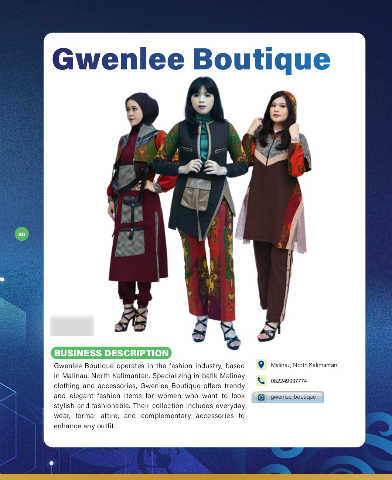 Gwenlee Boutique
40
BUSINESS DESCRIPTION
Gwenlee Boutique operates in the fashion industry, based
in Malinau, North Kalimantan. Specializing in batik Malinay
clothing and accessories, Gwenlee Boutique offers trendy
and elegant fashion items for women who want to look
stylish and fashionable. Their collection includes everyday
wear, formal attire, and complementary accessories to
enhance any outfit.
Malinau, North Kalimantan
gwenlee_boutique